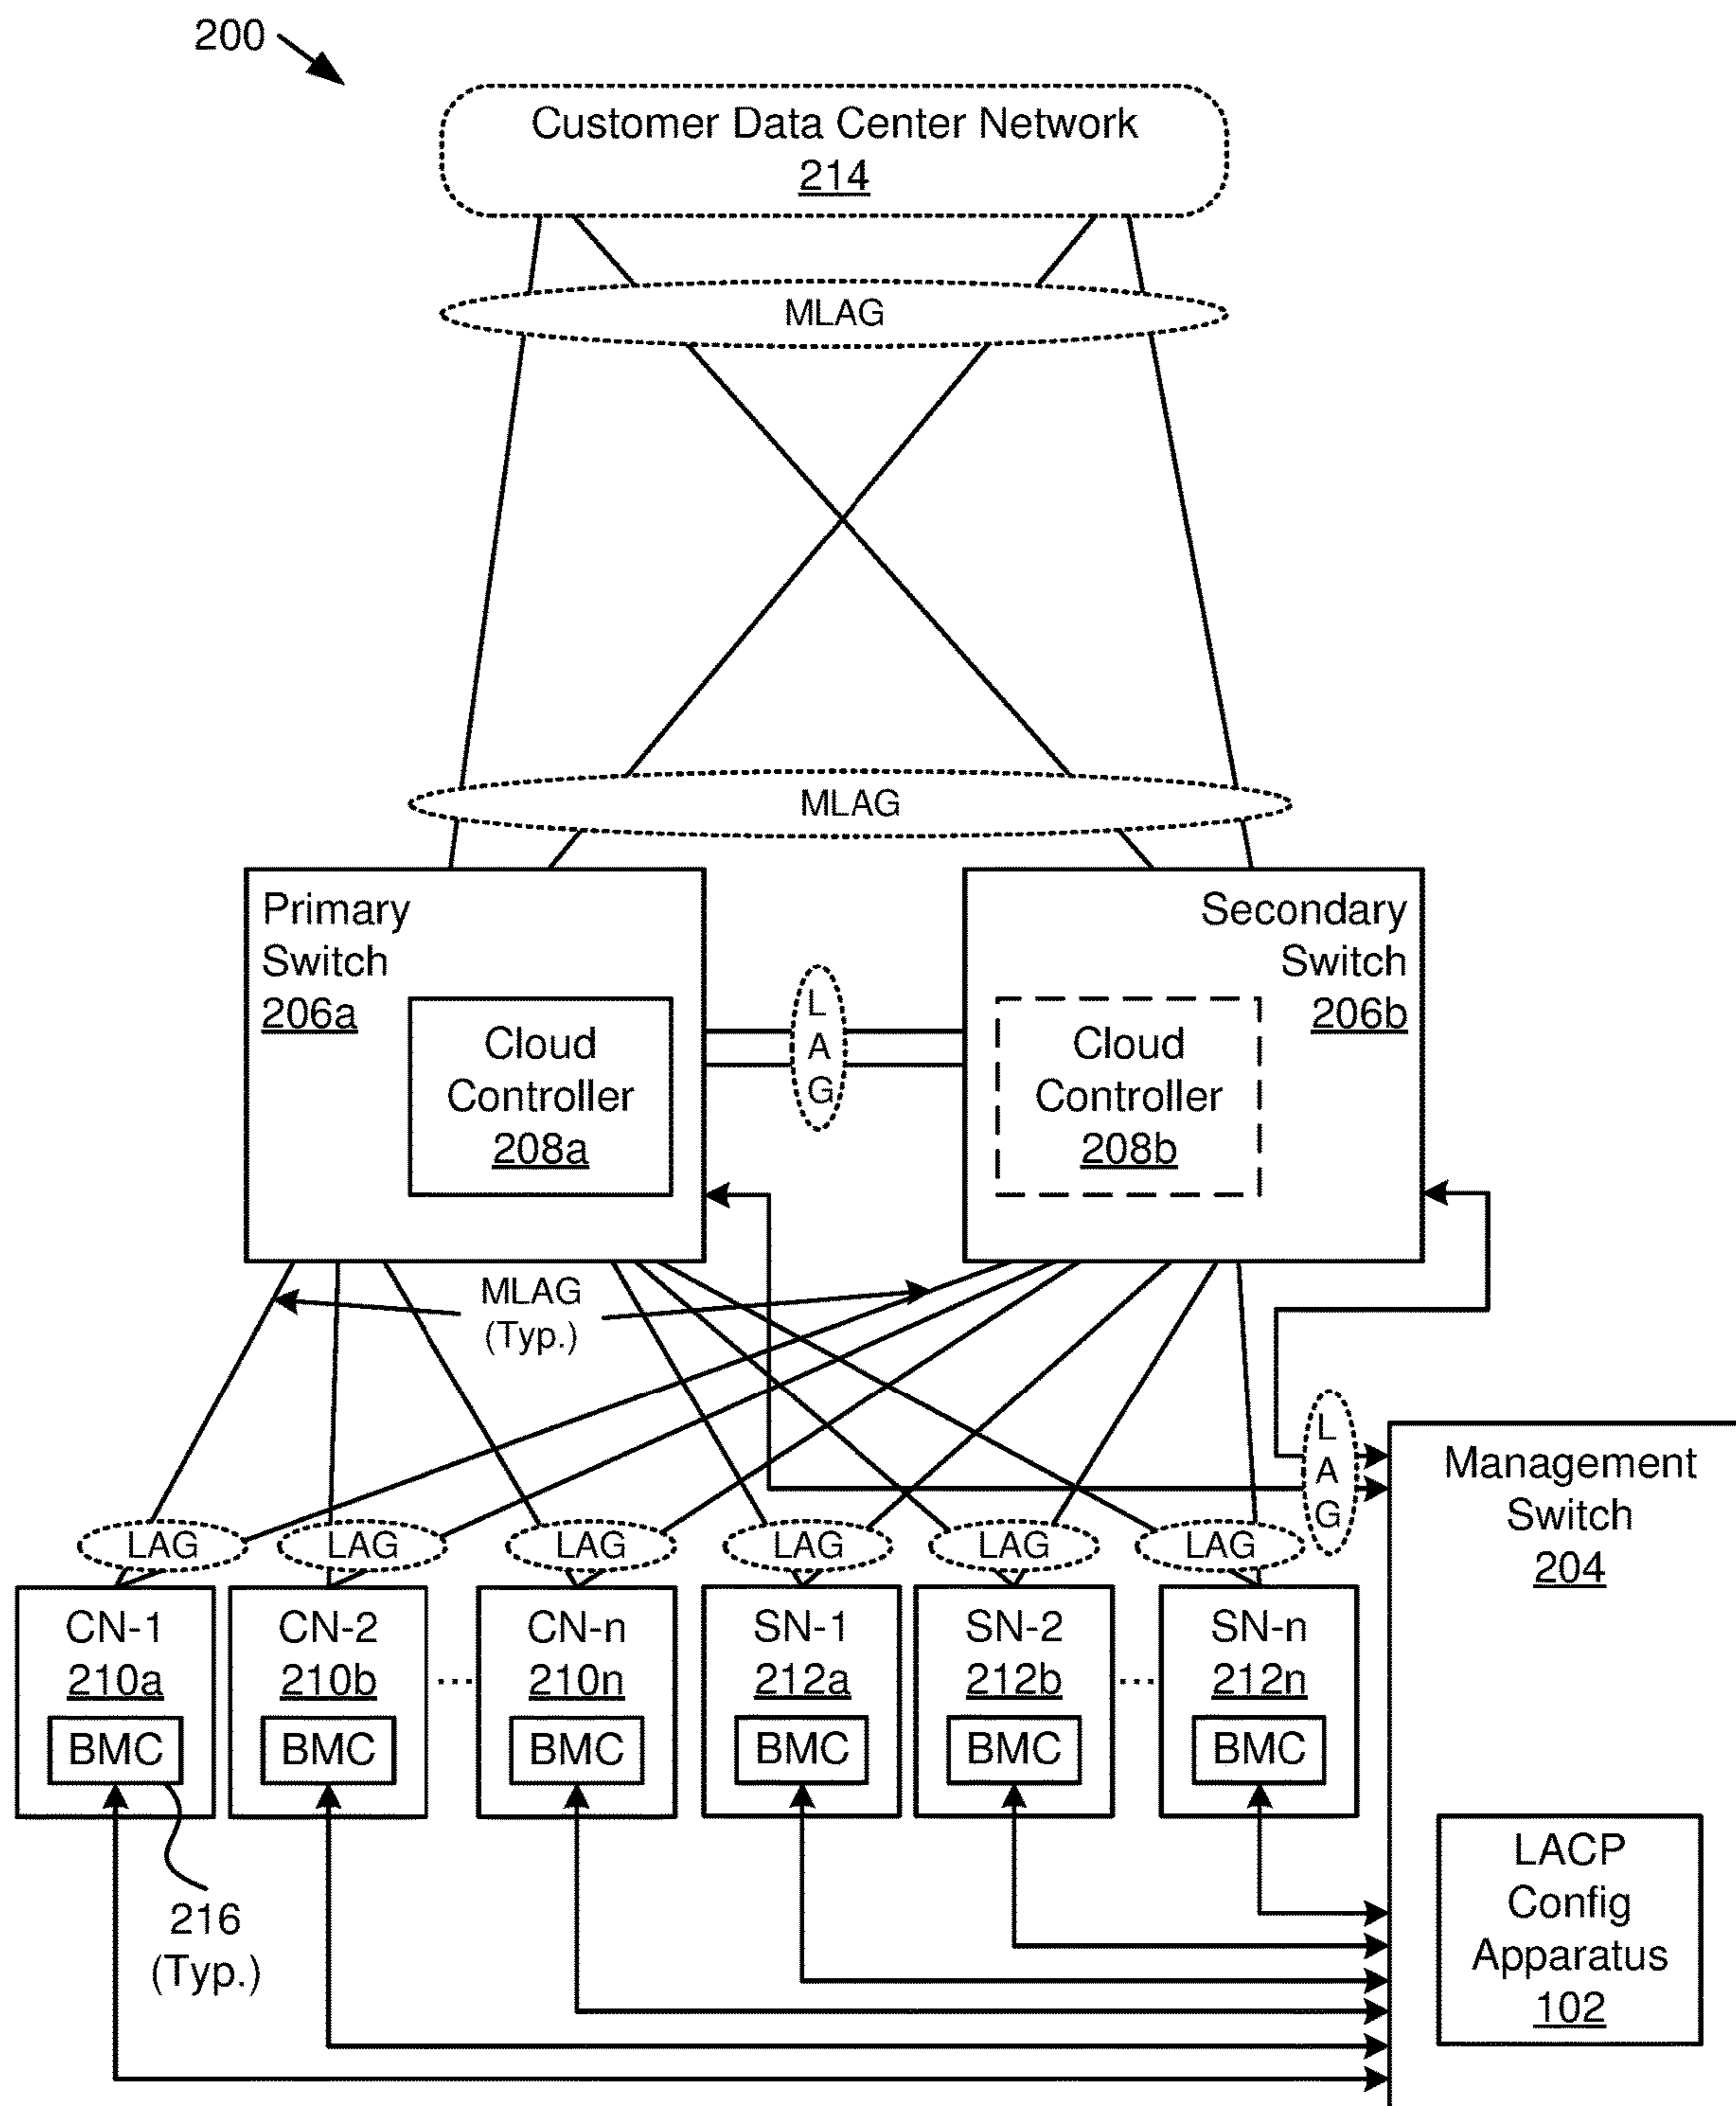 200
Customer Data Center Network
214
MLAG
MLAG
Primary
Switch
206a
Cloud
Controller
208a
L
A
G
Secondary
Switch
206b
Cloud
Controller
208b
MLAG
(Typ.)
L
A
G
Management
Switch
204
LAG
LAG
LAG
LAG
LAG
LAG
CN-1
210a
BMC
CN-2
210b
BMC
...
CN-n
210n
BMC
SN-1
212a
BMC
SN-2
212b
BMC
...
SN-n
212n
BMC
216
(Typ.)
LACP
Config
Apparatus
102